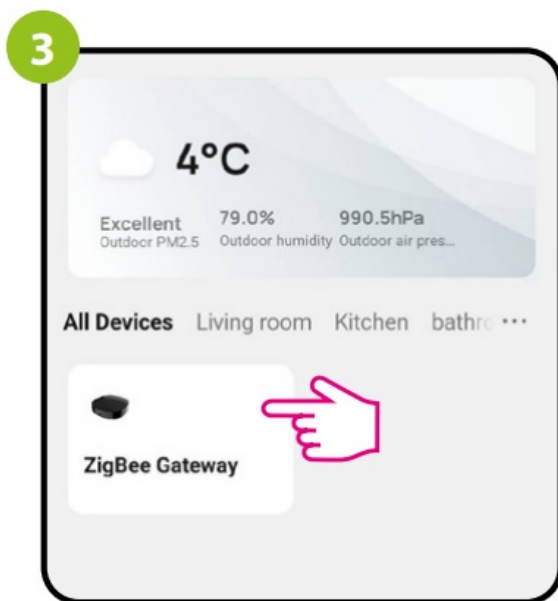 3
4°C
Excellent 79.0% 990.5hPa
Outdoor PM2.5 Outdoor humidity Outdoor air pres...
All Devices Living room Kitchen bathro ...
ZigBee Gateway